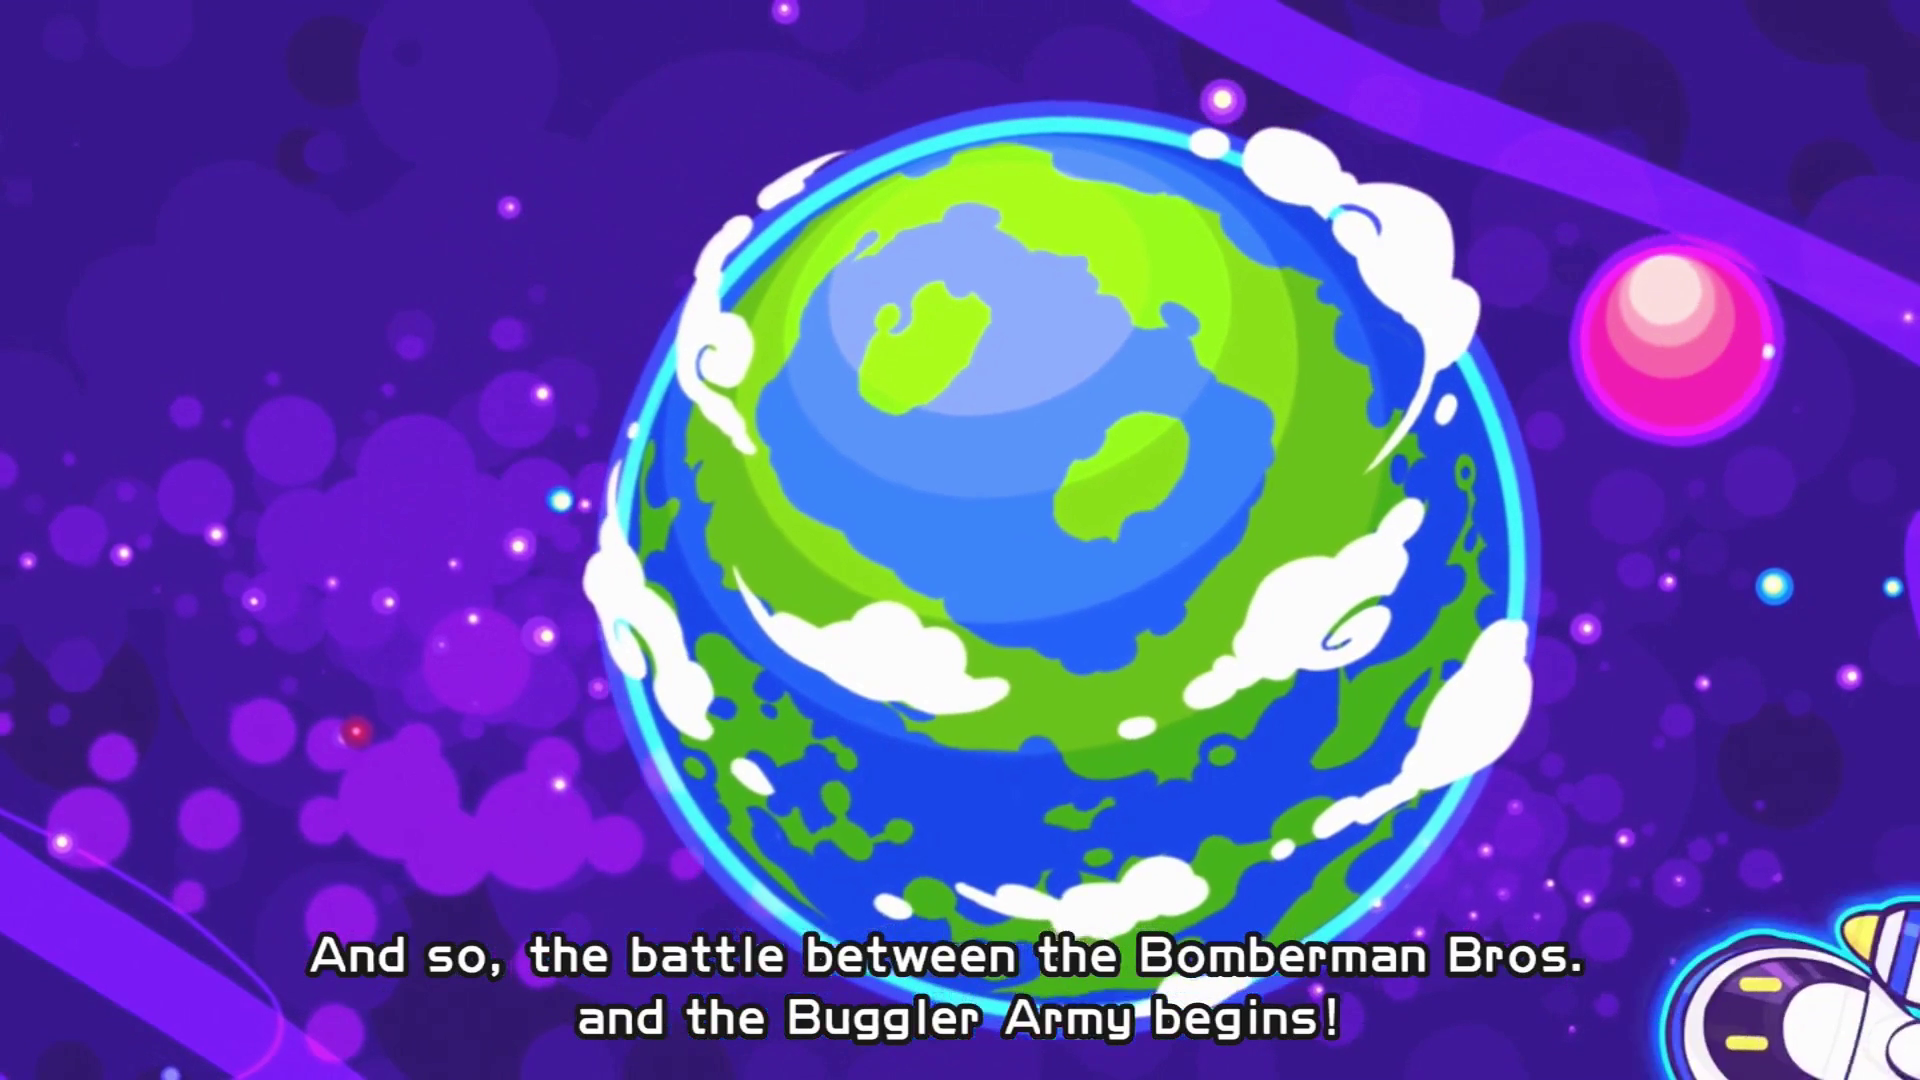 And so, the battle between the Bomberman Bros.
and the Buggler Army begins!